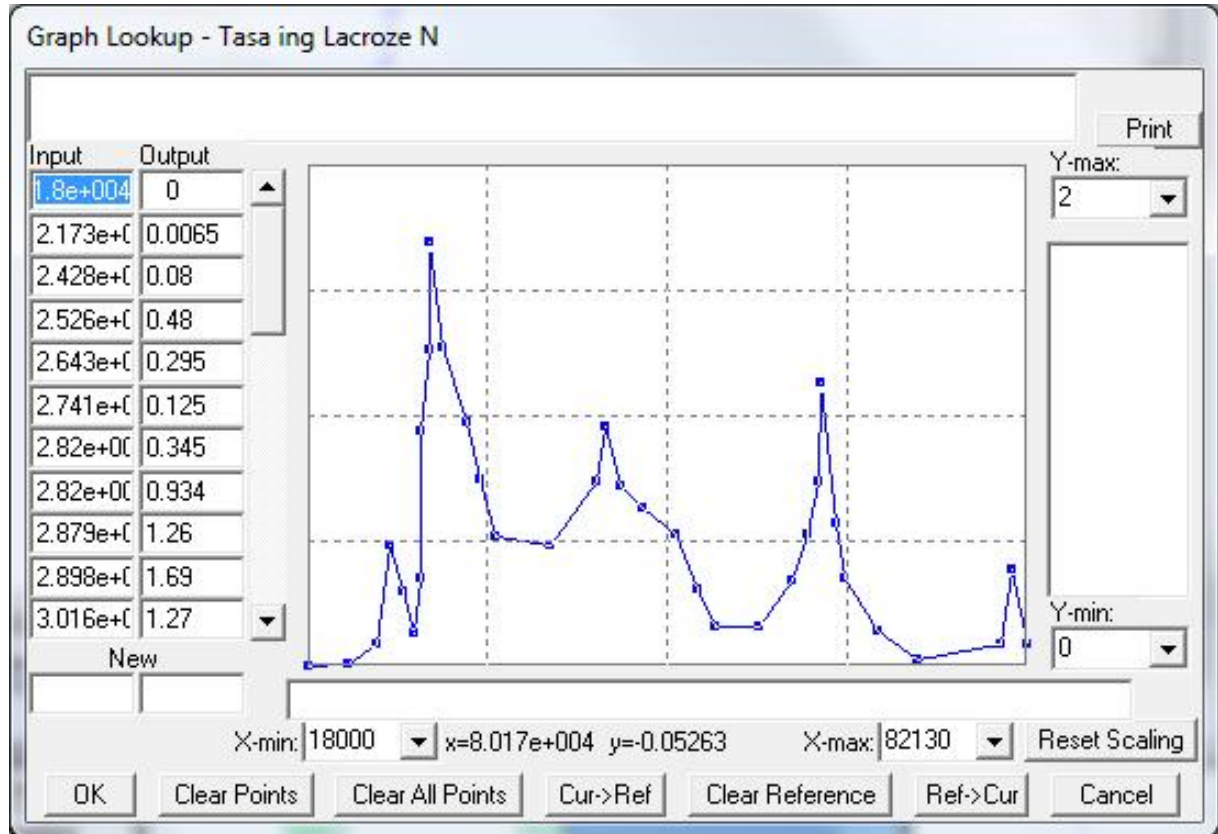 Graph Lookup - Tasa ing Lacroze N
Print
Input Output
1.8e+004 0
2.173e+0 0.0065
2.428e+0 0.08
2.526e+0 0.48
2.643e+0 0.295
2.741e+0 0.125
2.82e+00 0.345
2.82e+00 0.934
2.879e+0 1.26
2.898e+0 1.69
3.016e+0 1.27
New
Y-max:
2
Y-min:
0
X-min: 18000 x=8.017e+004 y=-0.05263 X-max: 82130 Reset Scaling
OK Clear Points Clear All Points Cur->Ref Clear Reference Ref->Cur Cancel